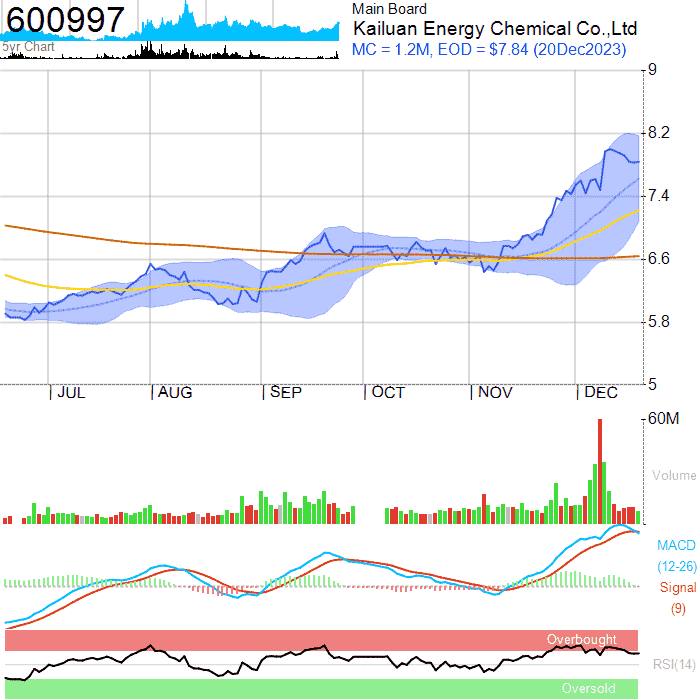 600997
5yr Chart
Main Board
Kailuan Energy Chemical Co.,Ltd
MC = 1.2M, EOD = $7.84 (20Dec2023)
9
8.2
7.4
6.6
5.8
5
| JUL | AUG | SEP | OCT | NOV | DEC
60M
Volume
MACD
(12-26)
Signal
(9)
Overbought
RSI(14)
Oversold